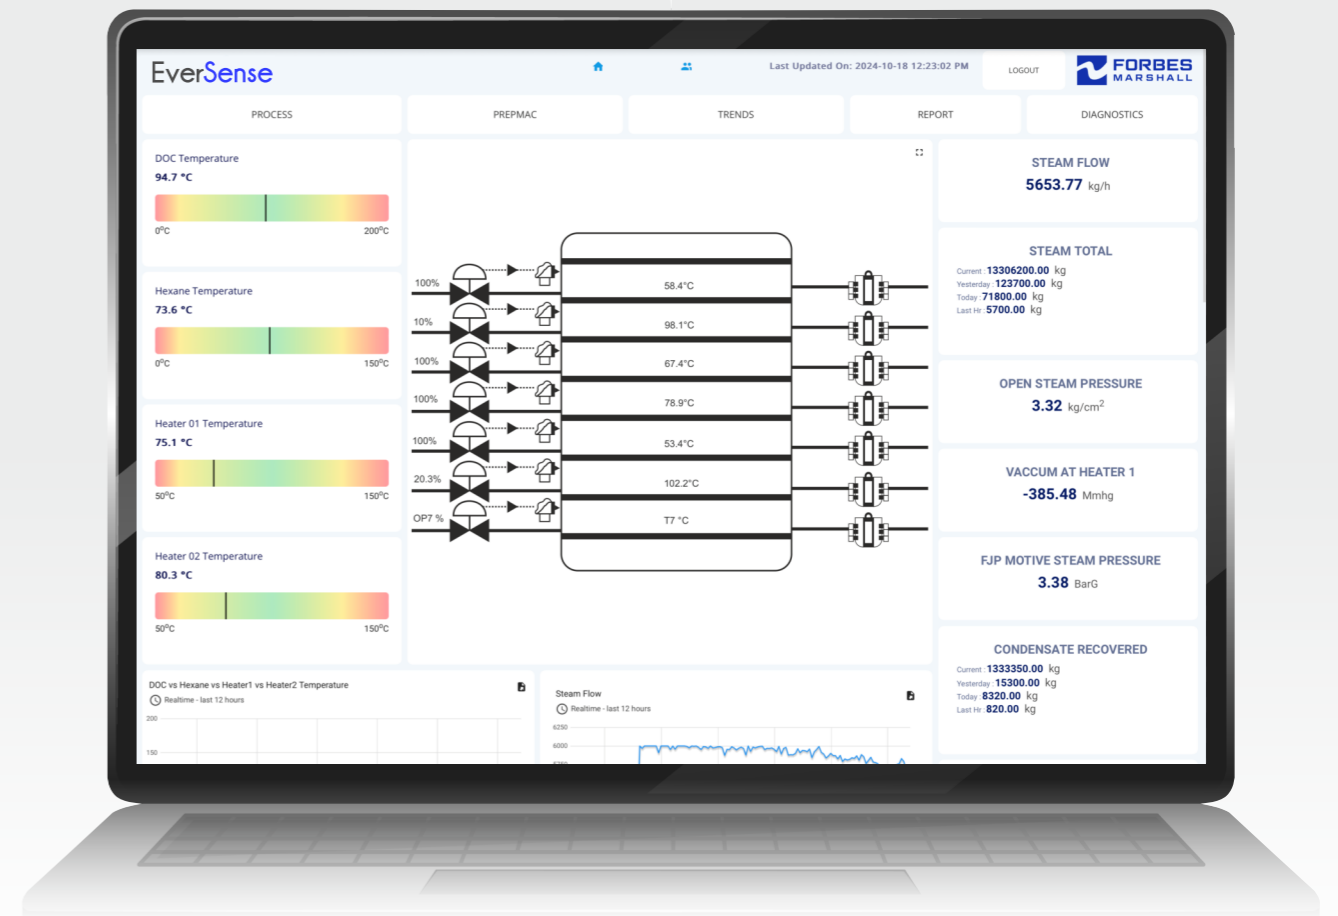 EverSense
Last Updated On: 2024-10-18 12:23:02 PM
LOGOUT
FORBES
MARSHALL
PROCESS
PREPMAC
TRENDS
REPORT
DIAGNOSTICS
DOC Temperature
94.7 °C
0°C 200°C
Hexane Temperature
73.6 °C
0°C 150°C
Heater 01 Temperature
75.1 °C
50°C 150°C
Heater 02 Temperature
80.3 °C
50°C 150°C
100%
58.4°C
10%
98.1°C
100%
67.4°C
100%
78.9°C
100%
53.4°C
20.3%
102.2°C
OP7 %
T7 °C
STEAM FLOW
5653.77 kg/h
STEAM TOTAL
Current : 13306200.00 kg
Yesterday : 123700.00 kg
Today : 71800.00 kg
Last Hr : 5700.00 kg
OPEN STEAM PRESSURE
3.32 kg/cm²
VACCUM AT HEATER 1
-385.48 Mmhg
FJP MOTIVE STEAM PRESSURE
3.38 BarG
CONDENSATE RECOVERED
Current : 1333350.00 kg
Yesterday : 15300.00 kg
Today : 8320.00 kg
Last Hr : 820.00 kg
DOC vs Hexane vs Heater1 vs Heater2 Temperature
Realtime - last 12 hours
200
150
Steam Flow
Realtime - last 12 hours
6250
6000